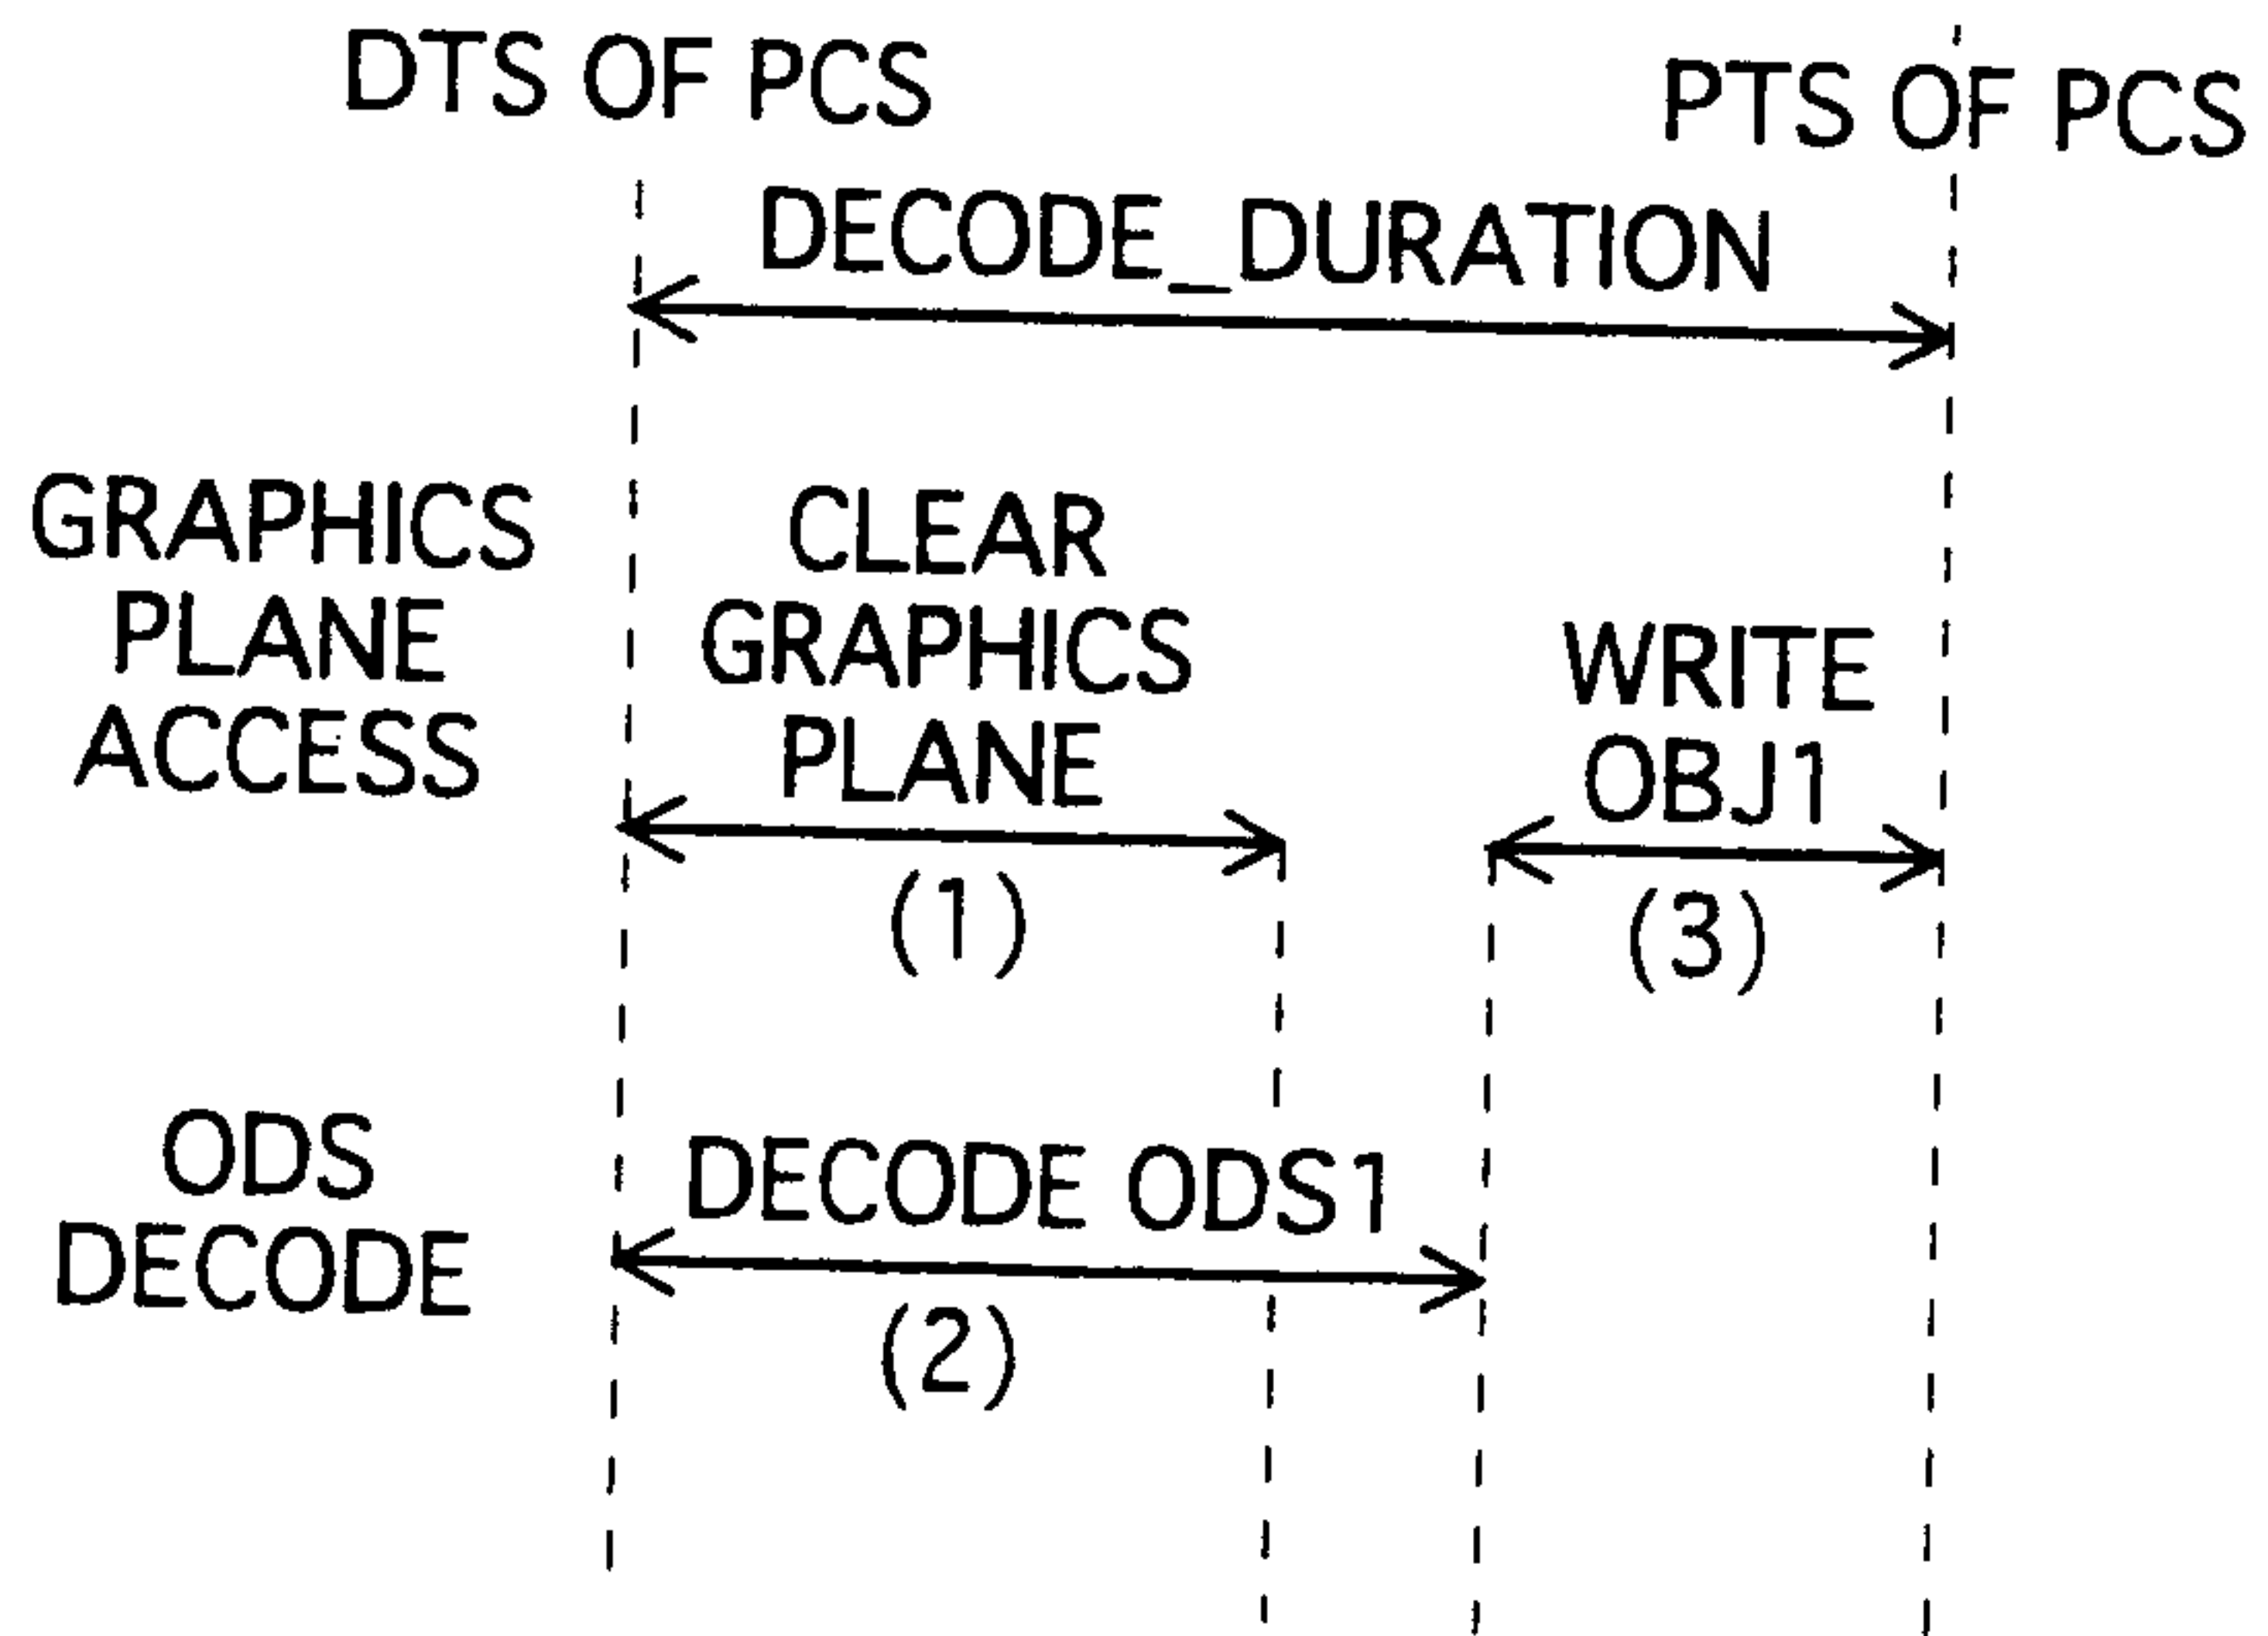 DTS OF PCS
PTS OF PCS
DECODE_DURATION
GRAPHICS
PLANE
ACCESS
CLEAR
GRAPHICS
PLANE
(1)
WRITE
OBJ1
(3)
ODS
DECODE
DECODE ODS1
(2)